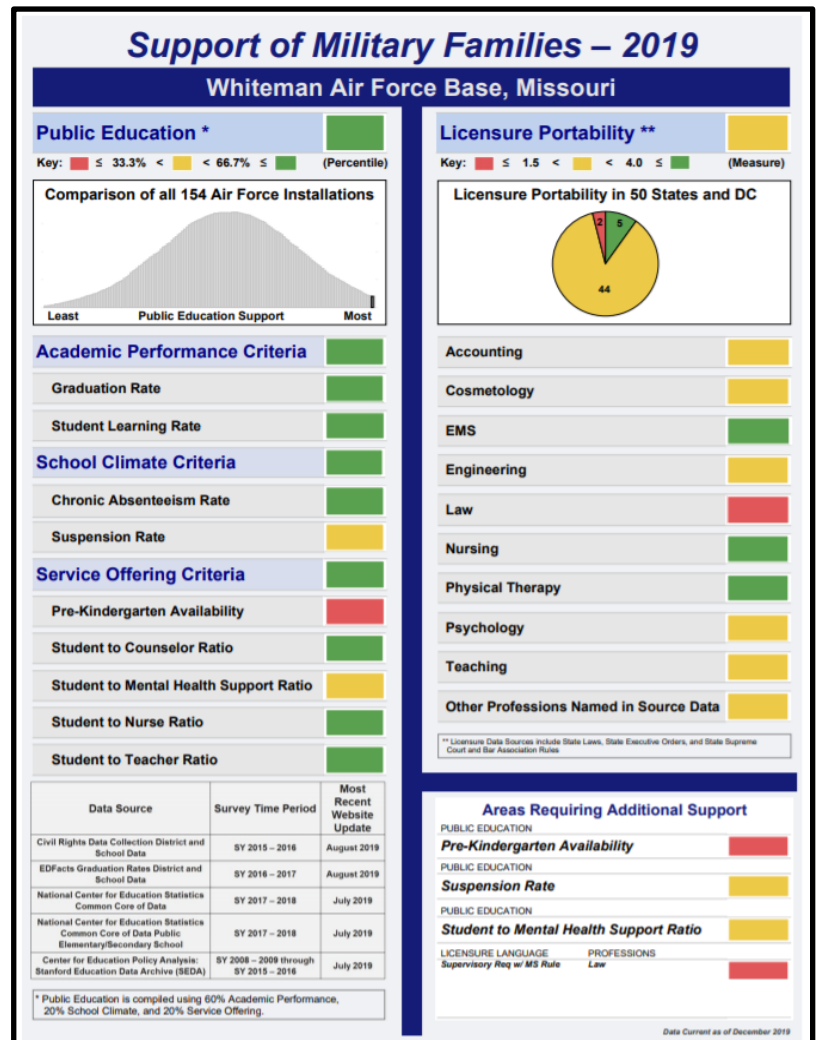 Support of Military Families – 2019
Whiteman Air Force Base, Missouri
Public Education *
Key: ≤ 33.3% < < 66.7% ≤ (Percentile)
Comparison of all 154 Air Force Installations
Least Public Education Support Most
Academic Performance Criteria
Graduation Rate
Student Learning Rate
School Climate Criteria
Chronic Absenteeism Rate
Suspension Rate
Service Offering Criteria
Pre-Kindergarten Availability
Student to Counselor Ratio
Student to Mental Health Support Ratio
Student to Nurse Ratio
Student to Teacher Ratio
Data Source Survey Time Period Most
Recent
Website
Update
Civil Rights Data Collection District and
School Data SY 2015 – 2016 August 2019
EDFacts Graduation Rates District and
School Data SY 2016 – 2017 August 2019
National Center for Education Statistics
Common Core of Data SY 2017 – 2018 July 2019
National Center for Education Statistics
Common Core of Data Public
Elementary/Secondary School SY 2017 – 2018 July 2019
Center for Education Policy Analysis:
Stanford Education Data Archive (SEDA) SY 2008 – 2009 through
SY 2015 – 2016 July 2019
* Public Education is compiled using 60% Academic Performance,
20% School Climate, and 20% Service Offering.
Licensure Portability **
Key: ≤ 1.5 < < 4.0 ≤ (Measure)
Licensure Portability in 50 States and DC
2 5
44
Accounting
Cosmetology
EMS
Engineering
Law
Nursing
Physical Therapy
Psychology
Teaching
Other Professions Named in Source Data
** Licensure Data Sources include State Laws, State Executive Orders, and State Supreme
Court and Bar Association Rules
Areas Requiring Additional Support
PUBLIC EDUCATION
Pre-Kindergarten Availability
PUBLIC EDUCATION
Suspension Rate
PUBLIC EDUCATION
Student to Mental Health Support Ratio
LICENSURE LANGUAGE PROFESSIONS
Supervisory Req w/ MS Rule Law
Data Current as of December 2019